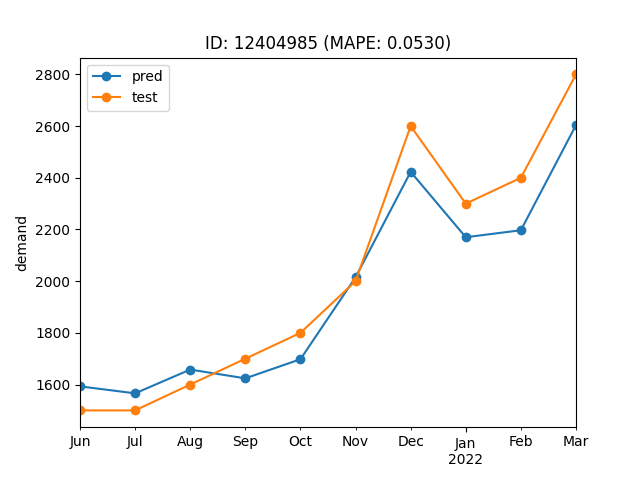 ID: 12404985 (MAPE: 0.0530)
pred
test
demand
2800
2600
2400
2200
2000
1800
1600
Jun Jul Aug Sep Oct Nov Dec Jan Feb Mar
2022